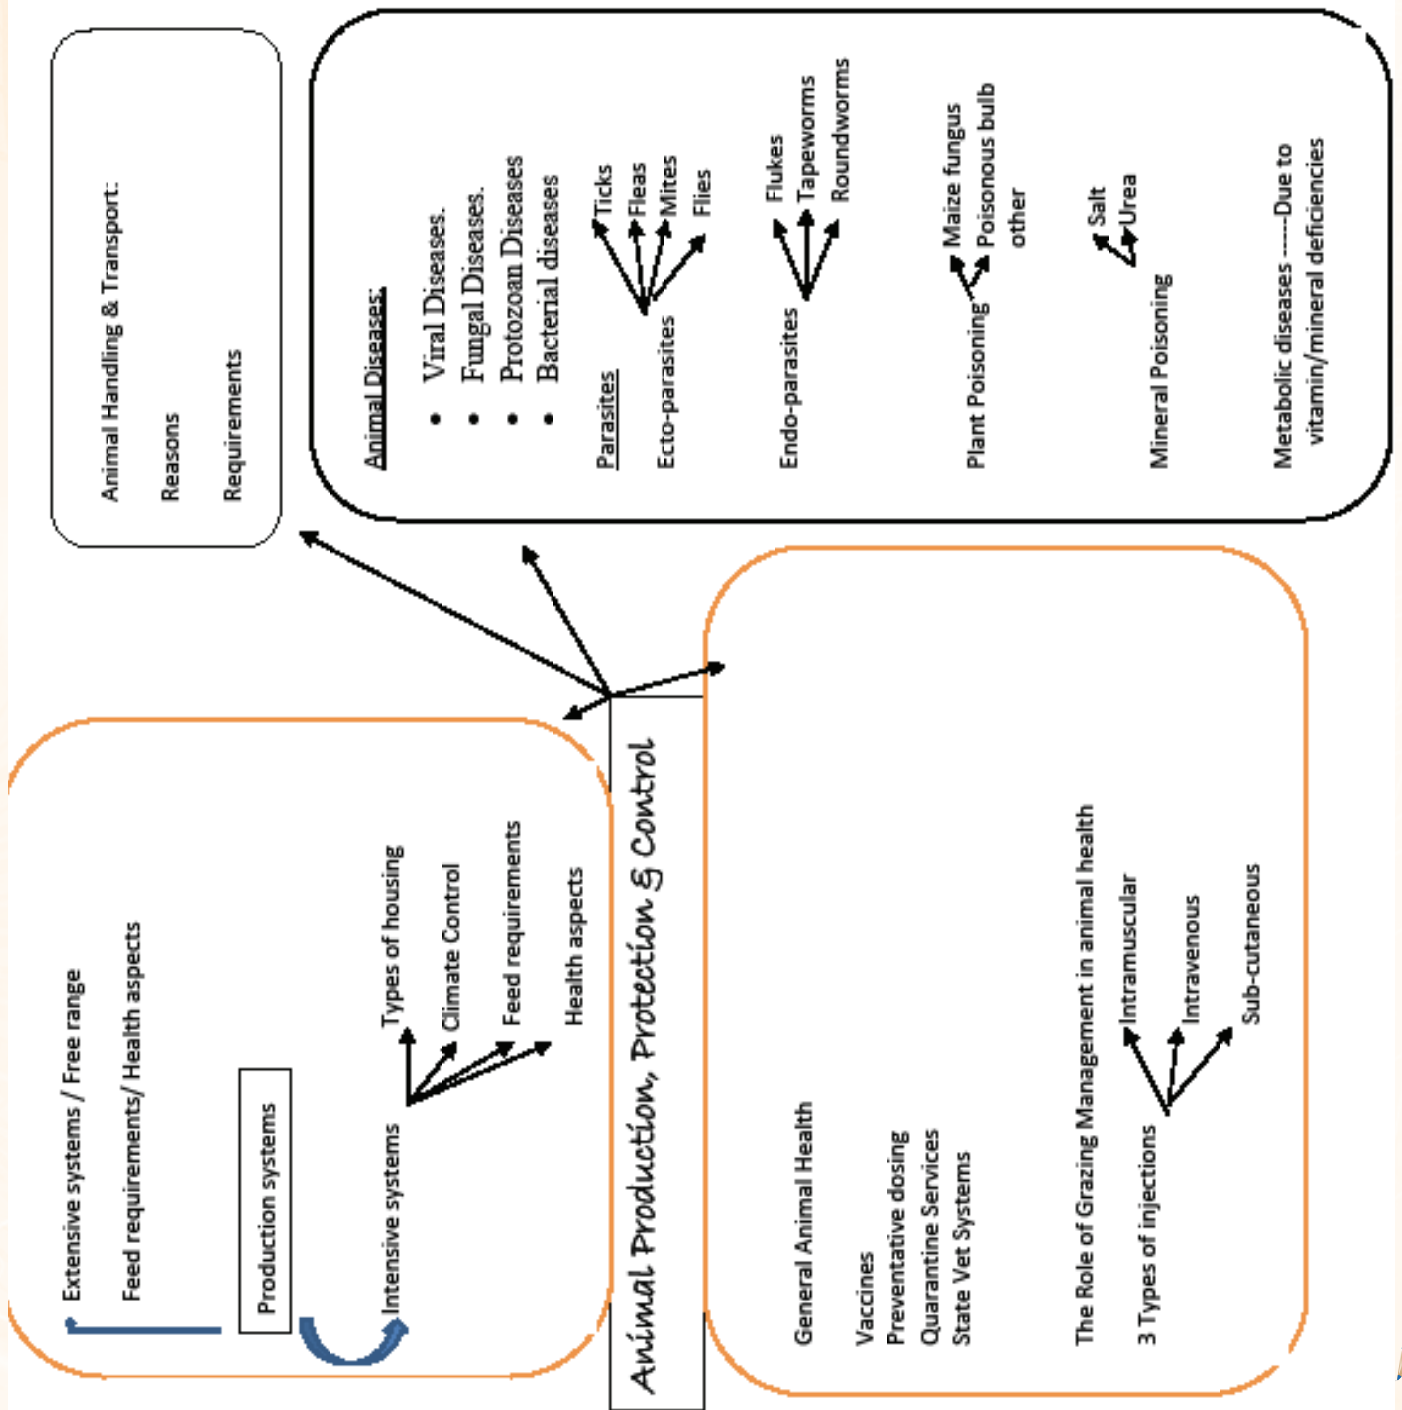 Extensive systems / Free range
Feed requirements/ Health aspects
Production systems
Intensive systems
Types of housing
Climate Control
Feed requirements
Health aspects
Animal Handling & Transport:
Reasons
Requirements
Animal Production, Protection & Control
Animal Diseases:
• Viral Diseases.
• Fungal Diseases.
• Protozoan Diseases
• Bacterial diseases
Parasites
Ecto-parasites
Ticks
Fleas
Mites
Flies
Endo-parasites
Flukes
Tapeworms
Roundworms
Plant Poisoning
Maize fungus
Poisonous bulb
other
Mineral Poisoning
Salt
Urea
Metabolic diseases -----Due to
vitamin/mineral deficiencies
General Animal Health
Vaccines
Preventative dosing
Quarantine Services
State Vet Systems
The Role of Grazing Management in animal health
3 Types of injections
Intramuscular
Intravenous
Sub-cutaneous